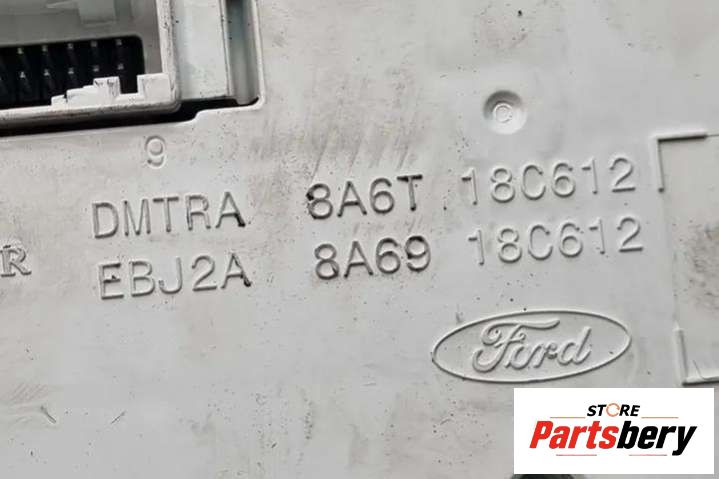 9
DMTRA 8A6T 18C612
R EBJ2A 8A69 18C612
Ford
STORE
Partsbery